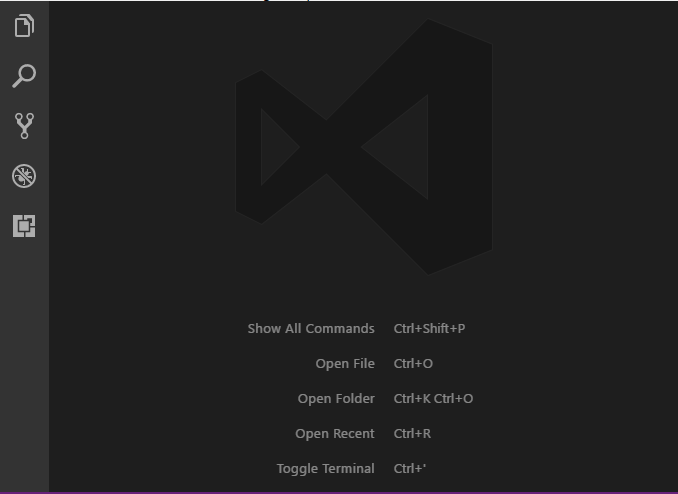 Show All Commands Ctrl+Shift+P
Open File Ctrl+O
Open Folder Ctrl+K Ctrl+O
Open Recent Ctrl+R
Toggle Terminal Ctrl+'